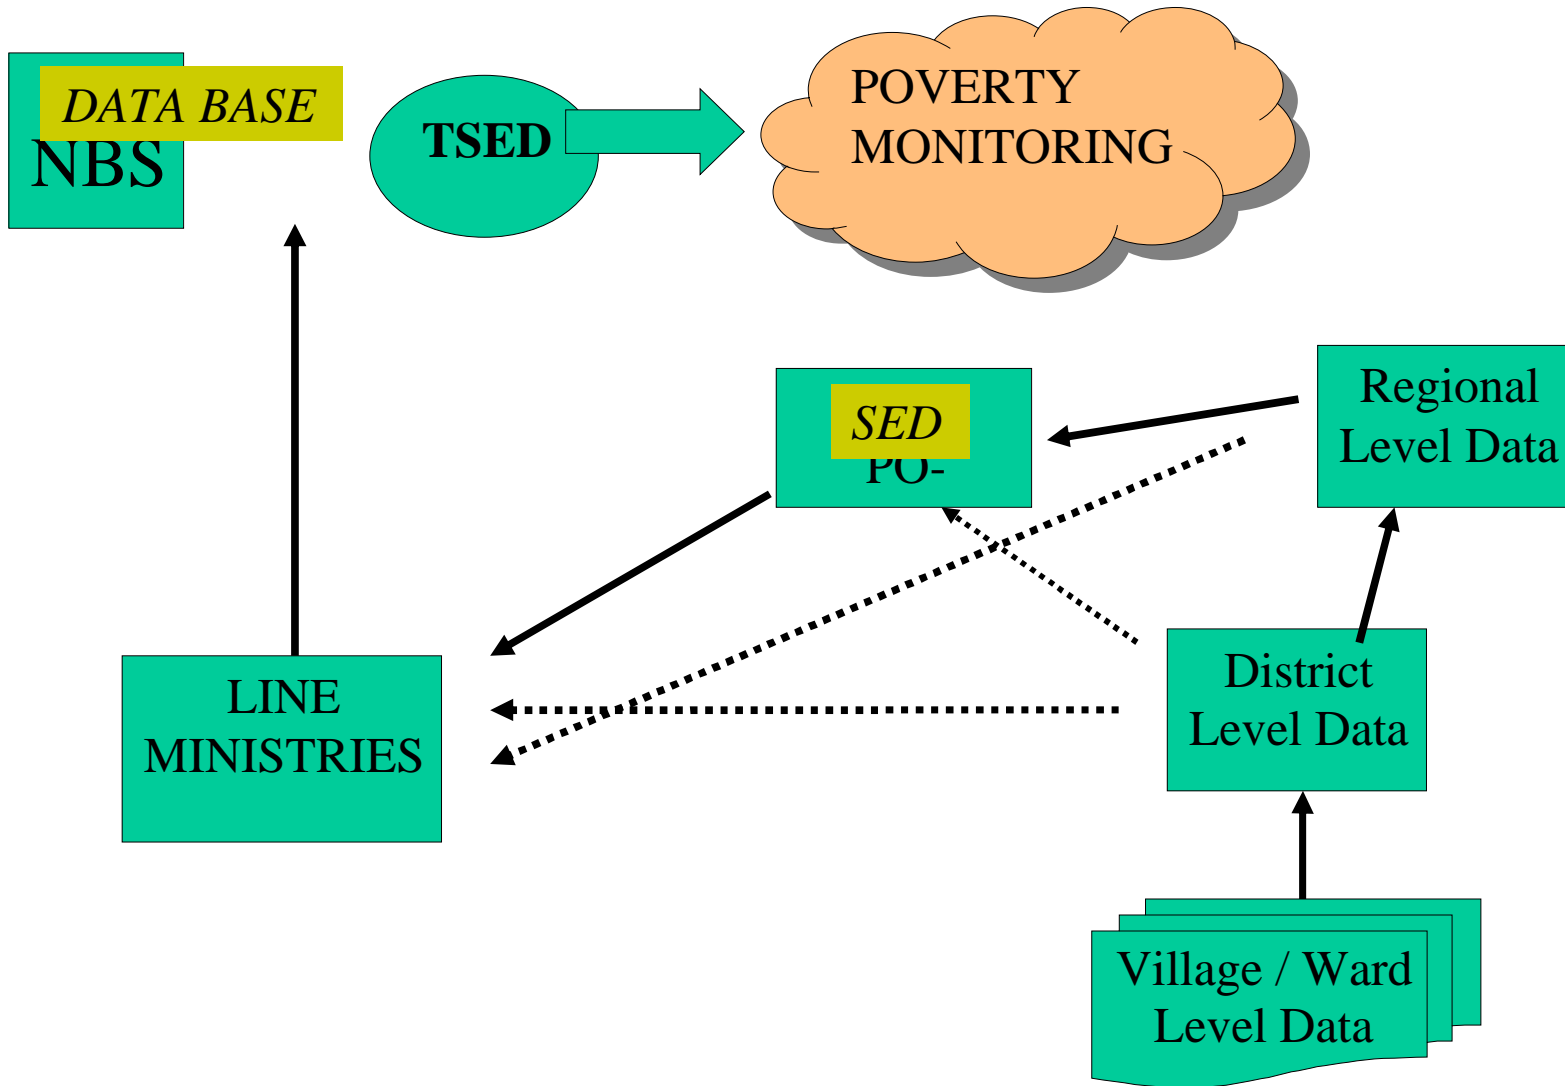 DATA BASE
NBS
TSED
POVERTY
MONITORING
SED
PO-
Regional
Level Data
LINE
MINISTRIES
District
Level Data
Village / Ward
Level Data